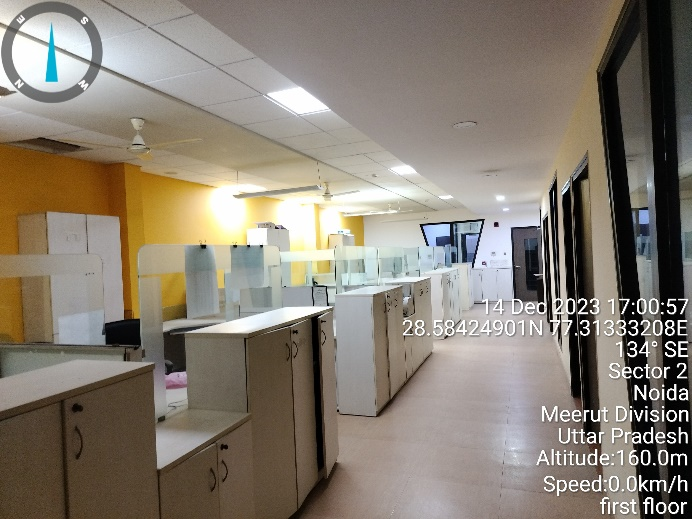 E
S
N
W
14 Dec 2023 17:00:57
28.58424901N 77.31333208E
134° SE
Sector 2
Noida
Meerut Division
Uttar Pradesh
Altitude:160.0m
Speed:0.0km/h
first floor